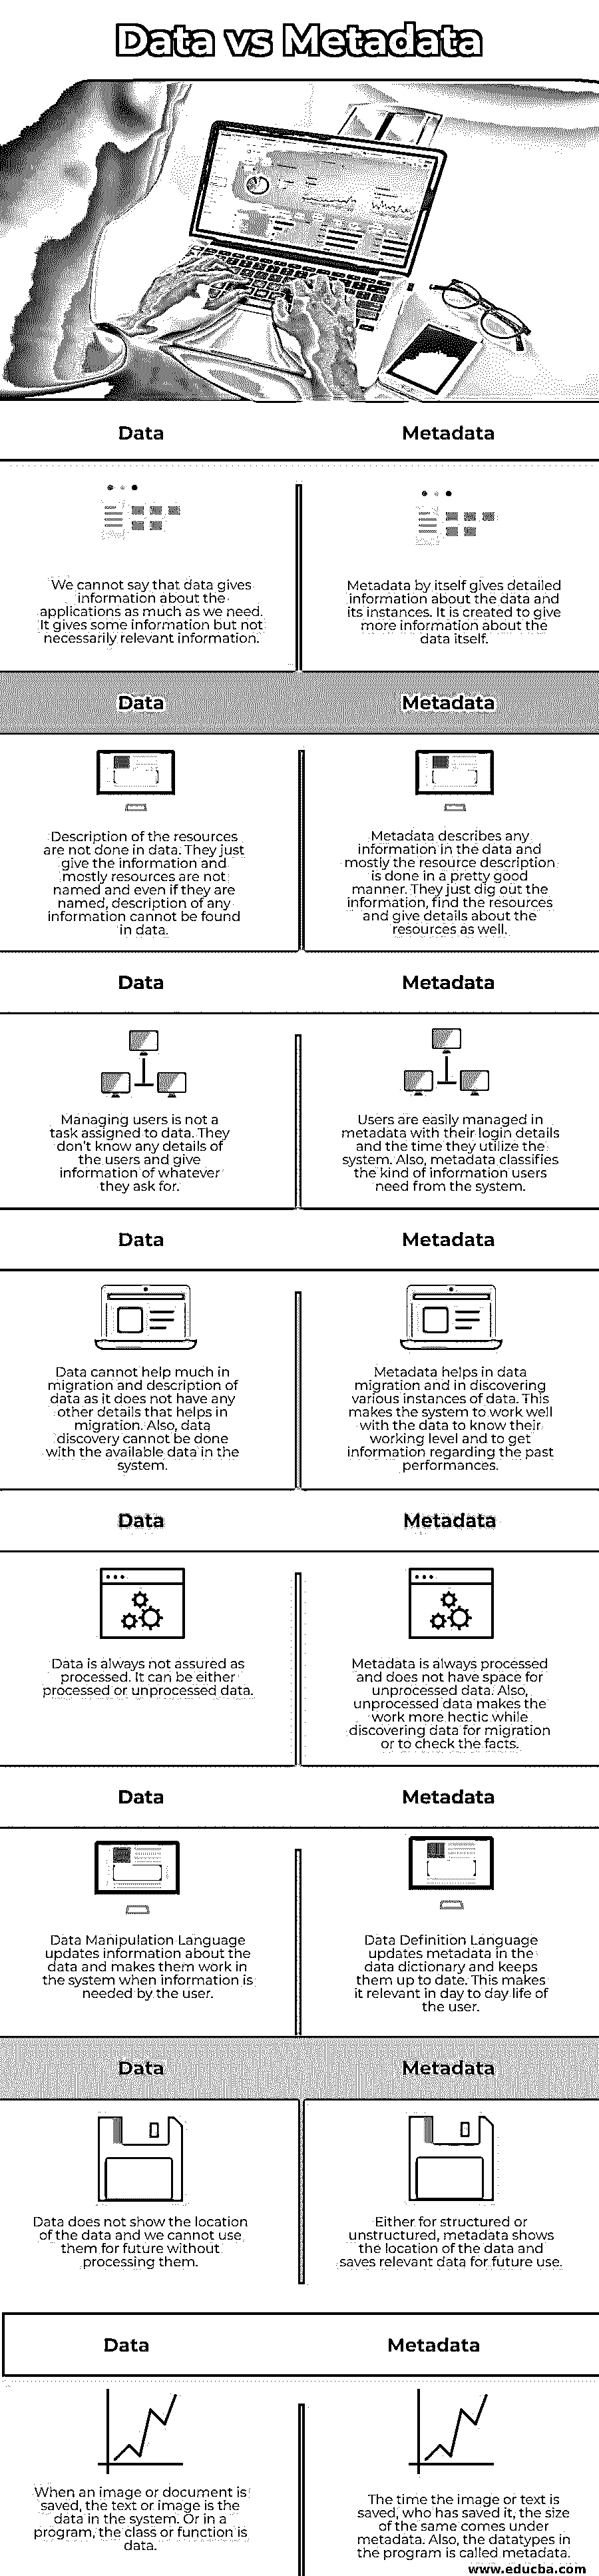 Data vs Metadata
Data
Metadata
We cannot say that data gives
information about the
applications as much as we need.
It gives some information but not
necessarily relevant information.
Metadata by itself gives detailed
information about the data and
its instances. It is created to give
more information about the
data itself.
Data
Metadata
Description of the resources
are not done in data. They just
give the information and
mostly resources are not
named and even if they are
named, description of any
information cannot be found
in data.
Metadata describes any
information in the data and
mostly the resource description
is done in a pretty good
manner. They just dig out the
information, find the resources
and give details about the
resources as well.
Data
Metadata
Managing users is not a
task assigned to data. They
don't know any details of
the users and give
information of whatever
they ask for.
Users are easily managed in
metadata with their login details
and the time they utilize the
system. Also, metadata classifies
the kind of information users
need from the system.
Data
Metadata
Data cannot help much in
migration and description of
data as it does not have any
other details that helps in
migration. Also, data
discovery cannot be done
with the available data in the
system.
Metadata helps in data
migration and in discovering
various instances of data. This
makes the system to work well
with the data to know their
working level and to get
information regarding the past
performances.
Data
Metadata
Data is always not assured as
processed. It can be either
processed or unprocessed data.
Metadata is always processed
and does not have space for
unprocessed data. Also,
unprocessed data makes the
work more hectic while
discovering data for migration
or to check the facts.
Data
Metadata
Data Manipulation Language
updates information about the
data and makes them work in
the system when information is
needed by the user.
Data Definition Language
updates metadata in the
data dictionary and keeps
them up to date. This makes
it relevant in day to day life of
the user.
Data
Metadata
Data does not show the location
of the data and we cannot use
them for future without
processing them.
Either for structured or
unstructured, metadata shows
the location of the data and
saves relevant data for future use.
Data
Metadata
When an image or document is
saved, the text or image is the
data in the system. Or in a
program, the class or function is
data.
The time the image or text is
saved, who has saved it, the size
of the same comes under
metadata. Also, the datatypes in
the program is called metadata.
www.educba.com